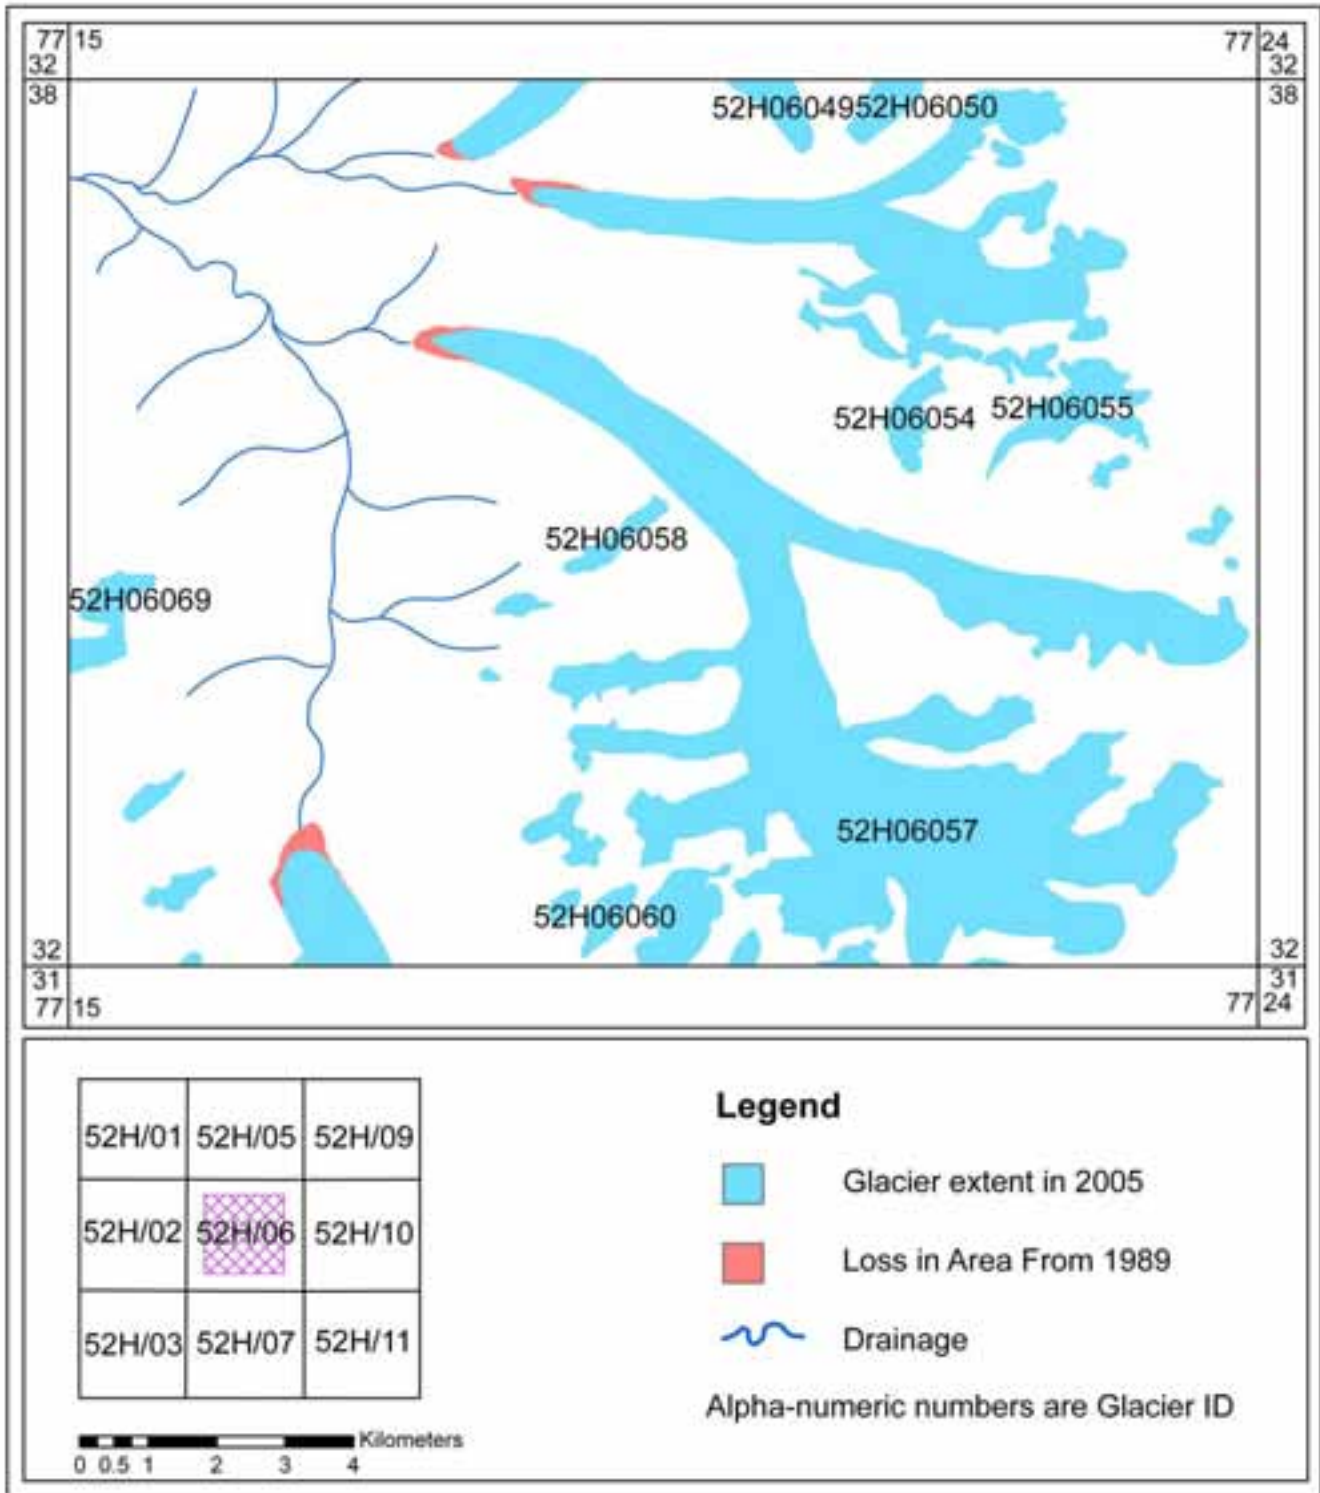 77 15
77 24
32
32
38
38
52H06049
52H06050
52H06054
52H06055
52H06058
52H06069
52H06057
52H06060
32
32
31
31
77 15
77 24
52H/01 52H/05 52H/09
52H/02 52H/06 52H/10
52H/03 52H/07 52H/11
Kilometers
0 0.5 1 2 3 4
Legend
Glacier extent in 2005
Loss in Area From 1989
Drainage
Alpha-numeric numbers are Glacier ID